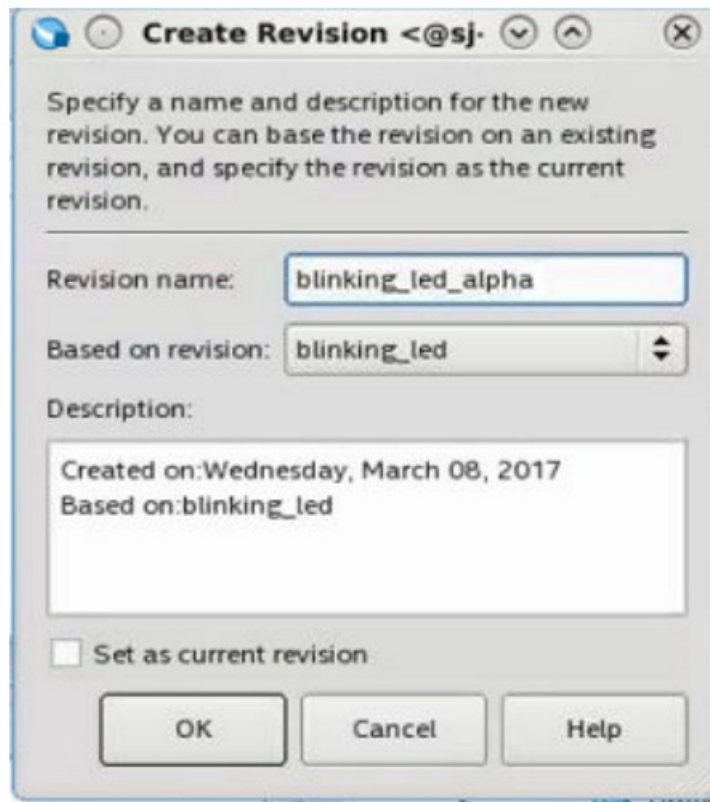 Create Revision <@sj-
Specify a name and description for the new
revision. You can base the revision on an existing
revision, and specify the revision as the current
revision.
Revision name: blinking_led_alpha
Based on revision: blinking_led
Description:
Created on:Wednesday, March 08, 2017
Based on:blinking_led
Set as current revision
OK Cancel Help